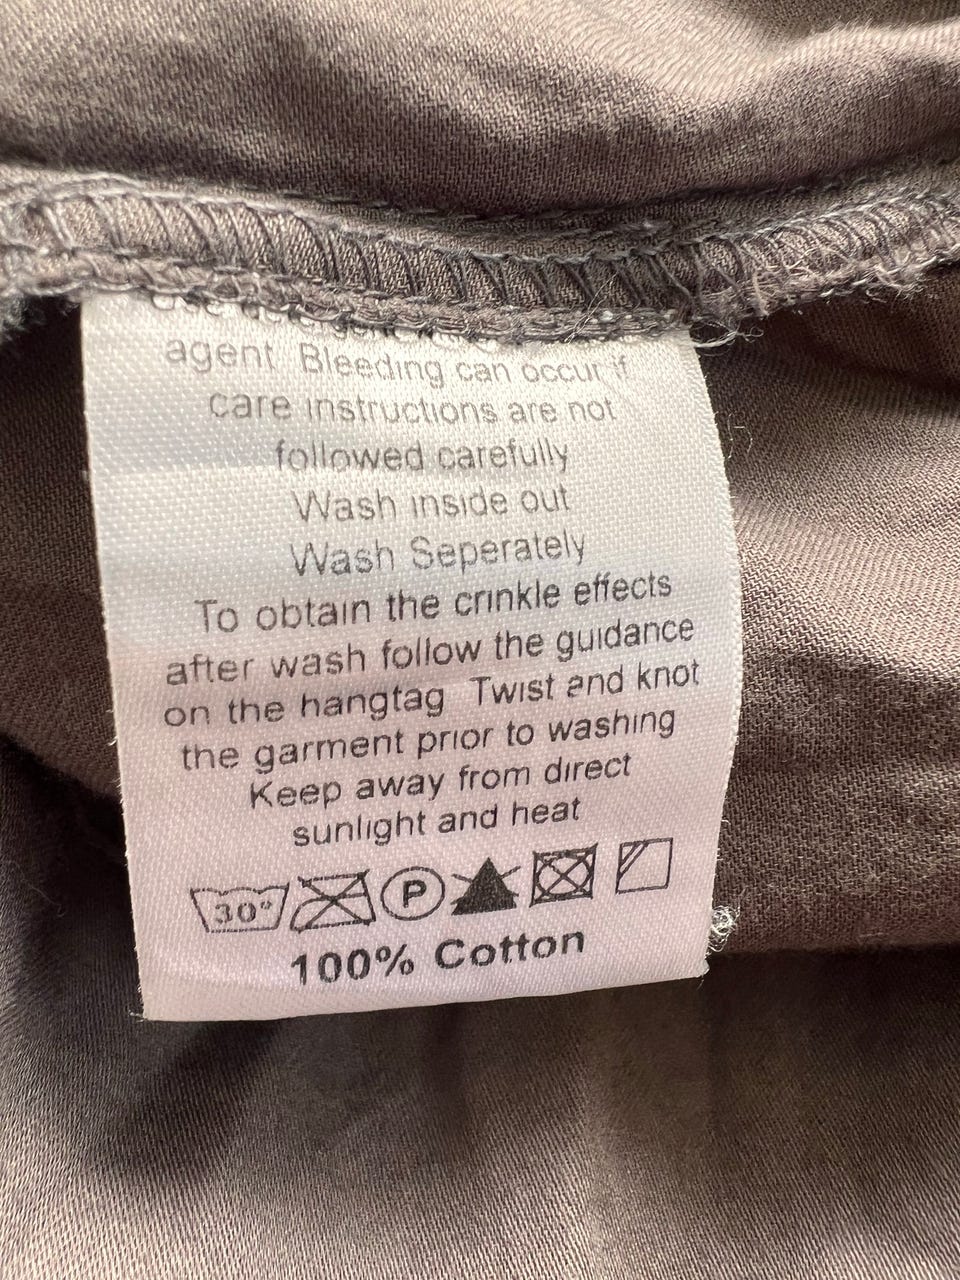 agent Bleeding can occur if
care instructions are not
followed carefully
Wash inside out
Wash Seperately
To obtain the crinkle effects
after wash follow the guidance
on the hangtag Twist and knot
the garment prior to washing
Keep away from direct
sunlight and heat
30° P
100% Cotton